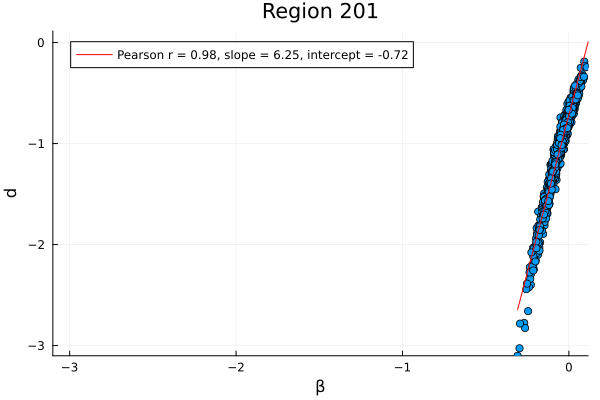 Region 201
Pearson r = 0.98, slope = 6.25, intercept = -0.72
d
0
−1
−2
−3
−3
−2
−1
0
β